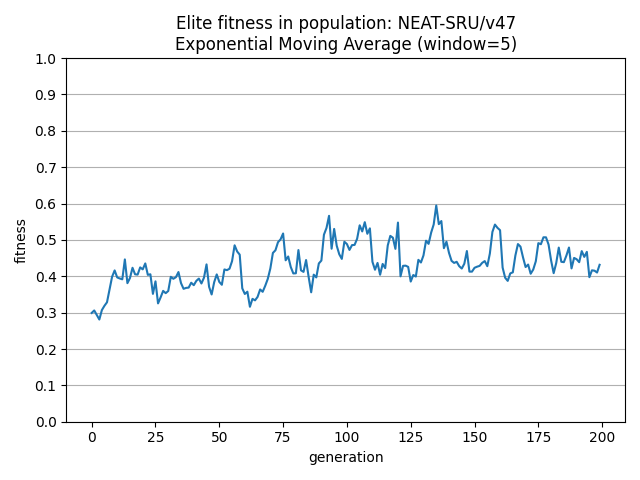 Elite fitness in population: NEAT-SRU/v47
Exponential Moving Average (window=5)
1.0
0.9
0.8
0.7
0.6
0.5
0.4
0.3
0.2
0.1
0.0
fitness
0 25 50 75 100 125 150 175 200
generation